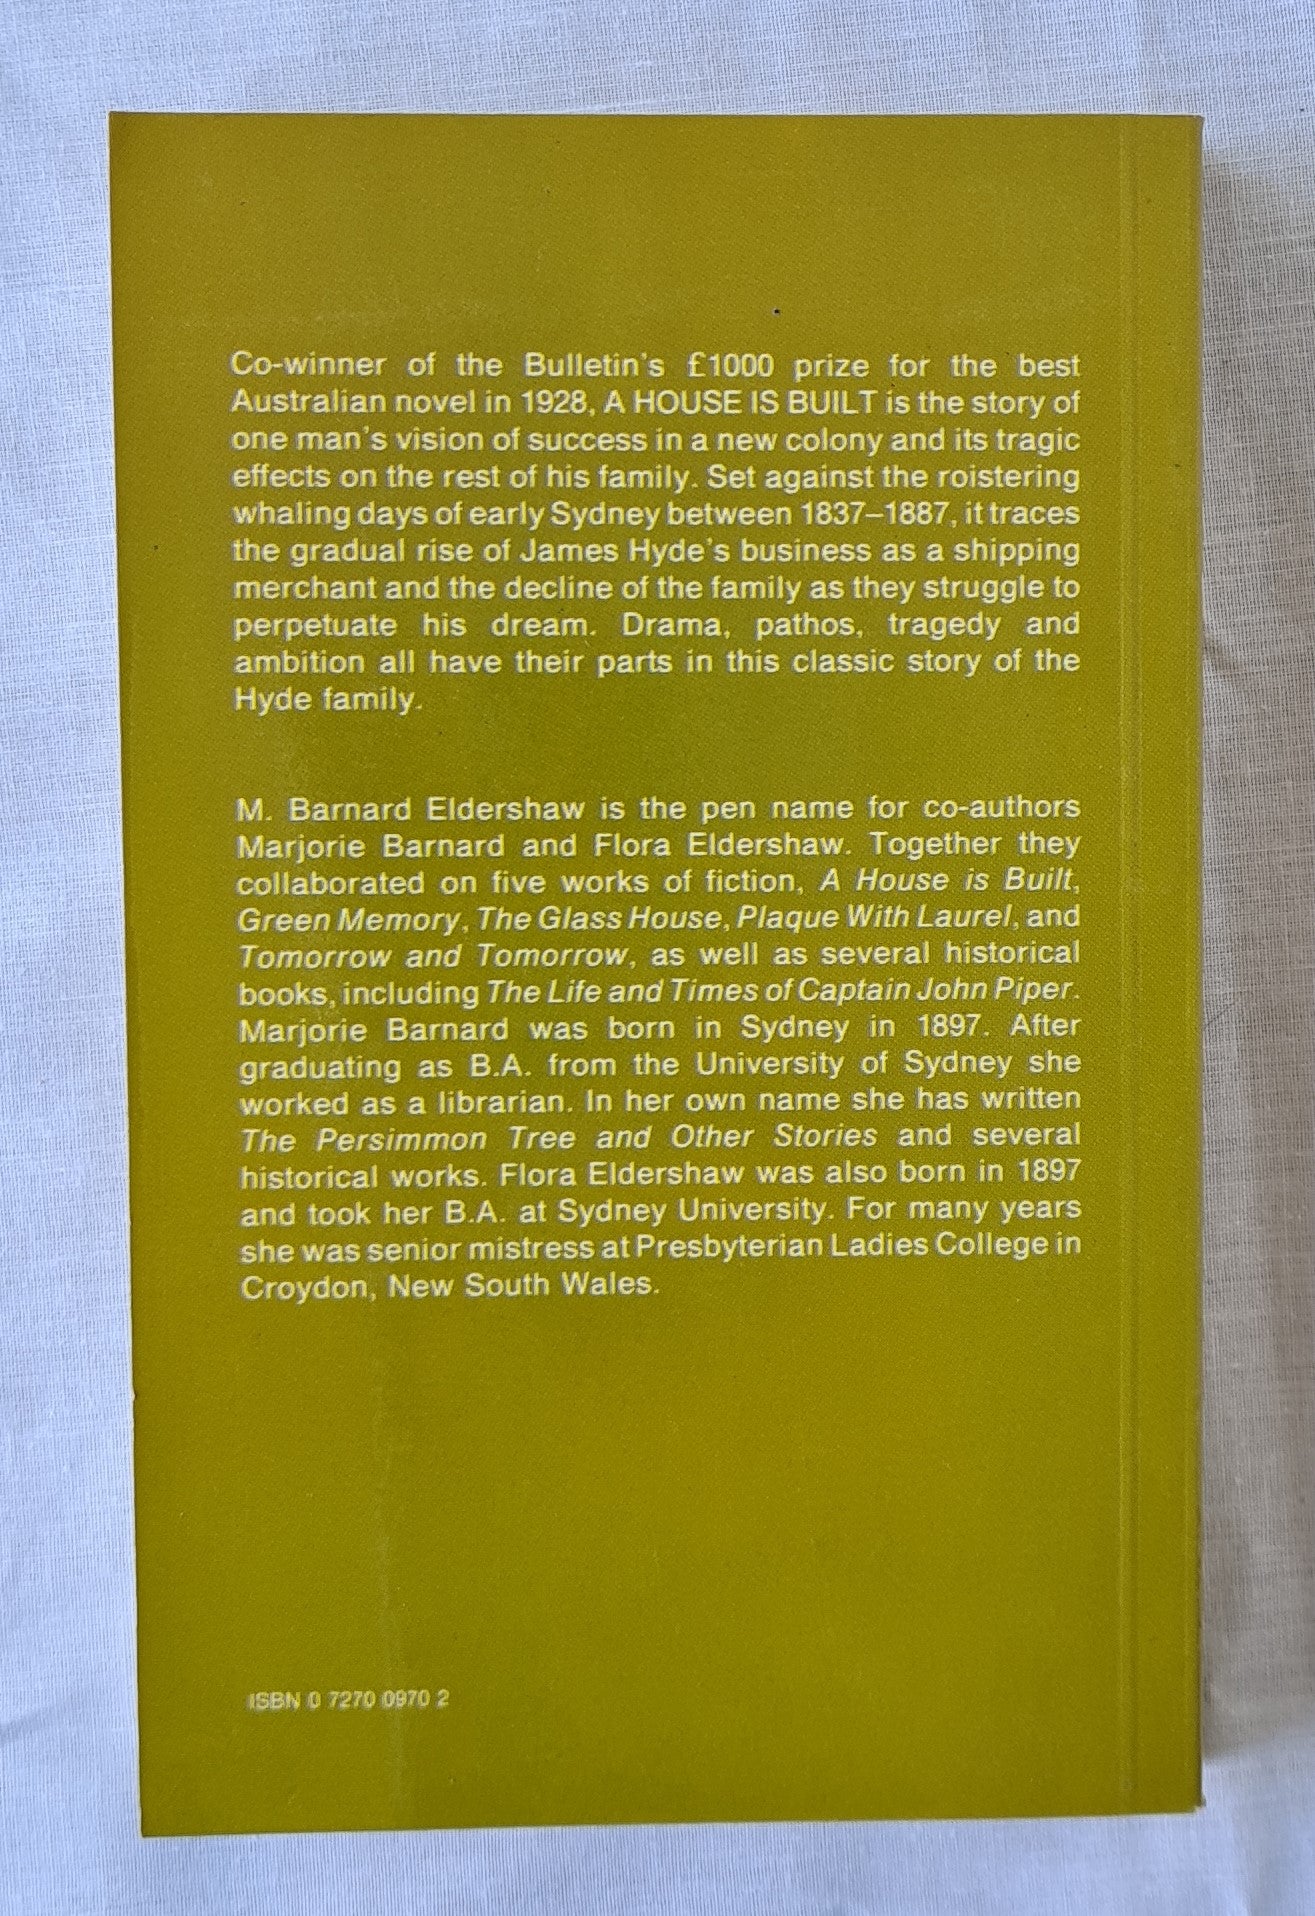 Co-winner of the Bulletin's £1000 prize for the best
Australian novel in 1928, A HOUSE IS BUILT is the story of
one man's vision of success in a new colony and its tragic
effects on the rest of his family. Set against the roistering
whaling days of early Sydney between 1837–1887, it traces
the gradual rise of James Hyde's business as a shipping
merchant and the decline of the family as they struggle to
perpetuate his dream. Drama, pathos, tragedy and
ambition all have their parts in this classic story of the
Hyde family.
M. Barnard Eldershaw is the pen name for co-authors
Marjorie Barnard and Flora Eldershaw. Together they
collaborated on five works of fiction, A House is Built,
Green Memory, The Glass House, Plaque With Laurel, and
Tomorrow and Tomorrow, as well as several historical
books, including The Life and Times of Captain John Piper.
Marjorie Barnard was born in Sydney in 1897. After
graduating as B.A. from the University of Sydney she
worked as a librarian. In her own name she has written
The Persimmon Tree and Other Stories and several
historical works. Flora Eldershaw was also born in 1897
and took her B.A. at Sydney University. For many years
she was senior mistress at Presbyterian Ladies College in
Croydon, New South Wales.
ISBN 0 7270 0970 2